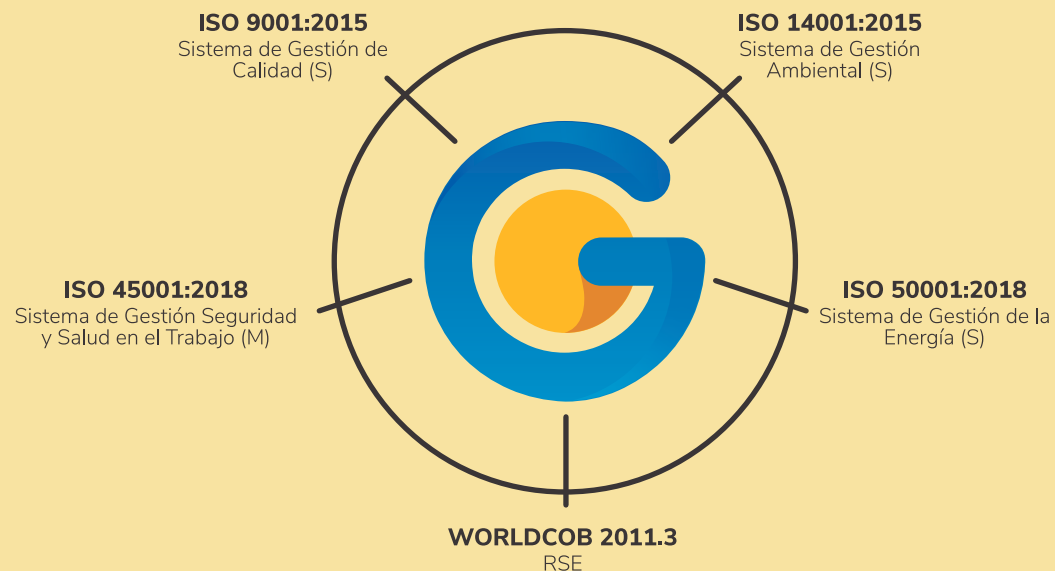 ISO 9001:2015
Sistema de Gestión de
Calidad (S)
ISO 14001:2015
Sistema de Gestión
Ambiental (S)
ISO 45001:2018
Sistema de Gestión Seguridad
y Salud en el Trabajo (M)
ISO 50001:2018
Sistema de Gestión de la
Energía (S)
WORLDCOB 2011.3
RSE